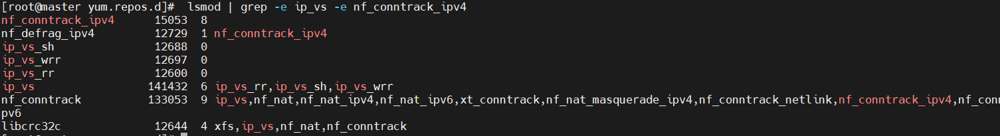 [root@master yum.repos.d]#  lsmod | grep -e ip_vs -e nf_conntrack_ipv4
nf_conntrack_ipv4      15053  8
nf_defrag_ipv4         12729  1 nf_conntrack_ipv4
ip_vs_sh               12688  0
ip_vs_wrr              12697  0
ip_vs_rr               12600  0
ip_vs                 141432  6 ip_vs_rr,ip_vs_sh,ip_vs_wrr
nf_conntrack          133053  9 ip_vs,nf_nat,nf_nat_ipv4,nf_nat_ipv6,xt_conntrack,nf_nat_masquerade_ipv4,nf_conntrack_netlink,nf_conntrack_ipv4,nf_con
pv6
libcrc32c              12644  4 xfs,ip_vs,nf_nat,nf_conntrack